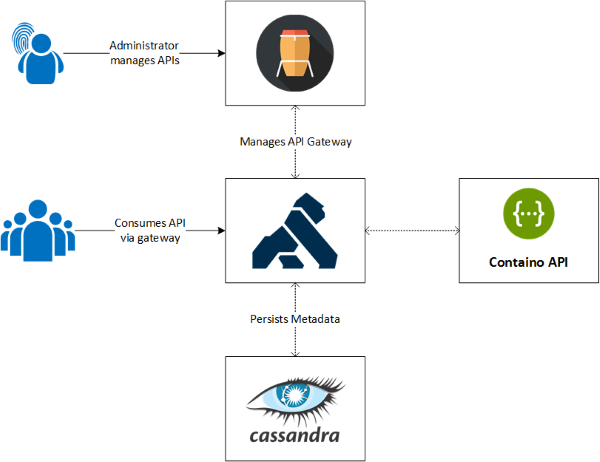 Administrator
manages APIs
Manages API Gateway
Consumes API
via gateway
{···}
Containo API
Persists Metadata
cassandra